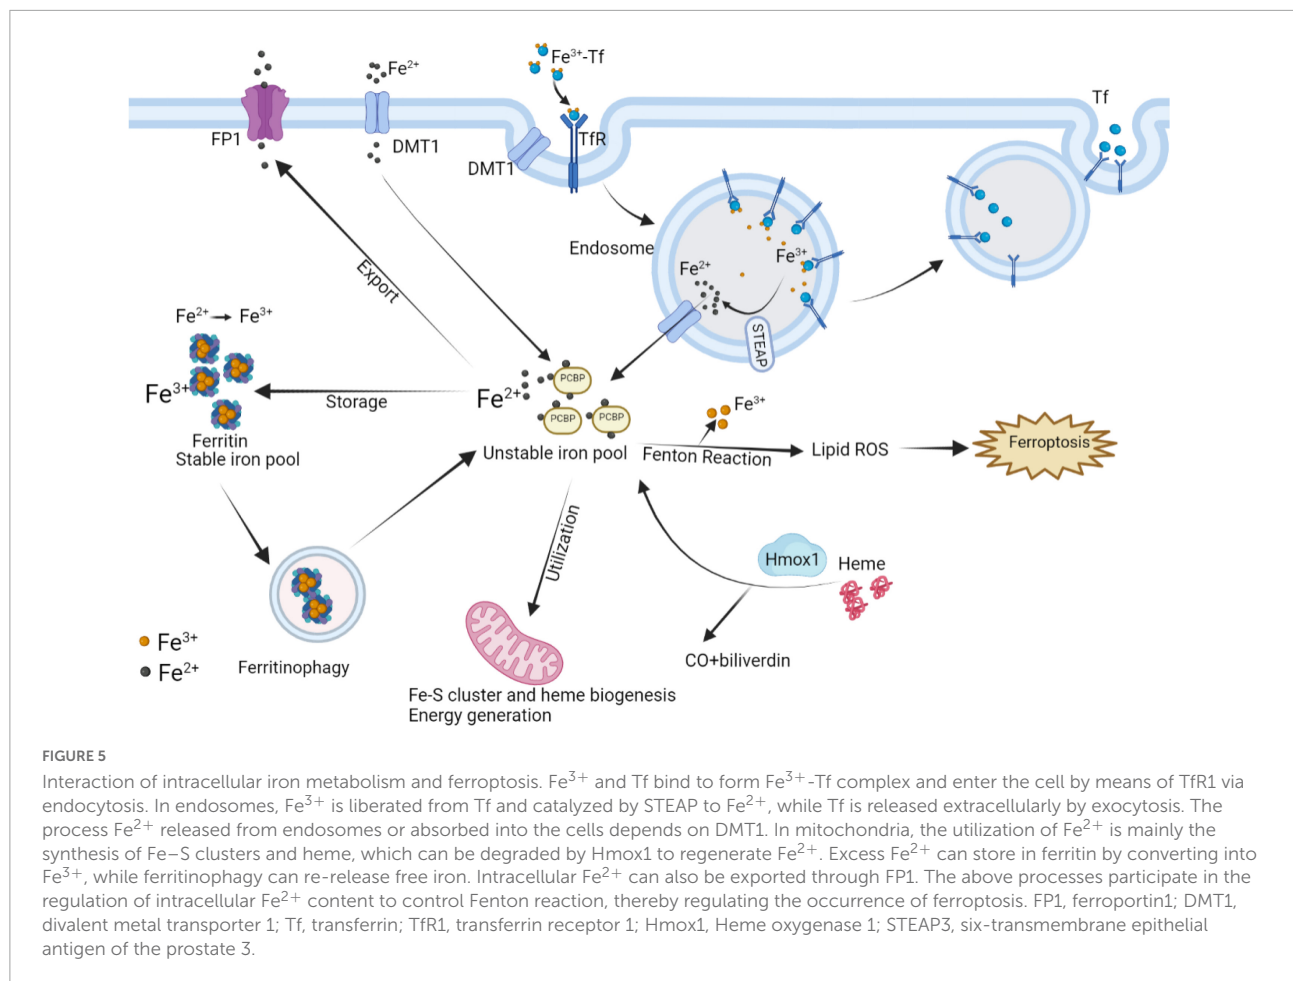 Fe²⁺
Fe³⁺-Tf
Tf
FP1
DMT1
DMT1
TfR
Endosome
Fe²⁺
Fe³⁺
STEAP
Export
Fe²⁺ → Fe³⁺
Fe³⁺
Storage
Ferritin
Stable iron pool
Fe²⁺
PCBP
PCBP
PCBP
Unstable iron pool
Fenton Reaction
Fe³⁺
Lipid ROS
Ferroptosis
Utilization
Hmox1
Heme
CO+biliverdin
Fe³⁺
Fe²⁺
Ferritinophagy
Fe-S cluster and heme biogenesis
Energy generation
FIGURE 5
Interaction of intracellular iron metabolism and ferroptosis. Fe³⁺ and Tf bind to form Fe³⁺-Tf complex and enter the cell by means of TfR1 via
endocytosis. In endosomes, Fe³⁺ is liberated from Tf and catalyzed by STEAP to Fe²⁺, while Tf is released extracellularly by exocytosis. The
process Fe²⁺ released from endosomes or absorbed into the cells depends on DMT1. In mitochondria, the utilization of Fe²⁺ is mainly the
synthesis of Fe–S clusters and heme, which can be degraded by Hmox1 to regenerate Fe²⁺. Excess Fe²⁺ can store in ferritin by converting into
Fe³⁺, while ferritinophagy can re-release free iron. Intracellular Fe²⁺ can also be exported through FP1. The above processes participate in the
regulation of intracellular Fe²⁺ content to control Fenton reaction, thereby regulating the occurrence of ferroptosis. FP1, ferroportin1; DMT1,
divalent metal transporter 1; Tf, transferrin; TfR1, transferrin receptor 1; Hmox1, Heme oxygenase 1; STEAP3, six-transmembrane epithelial
antigen of the prostate 3.